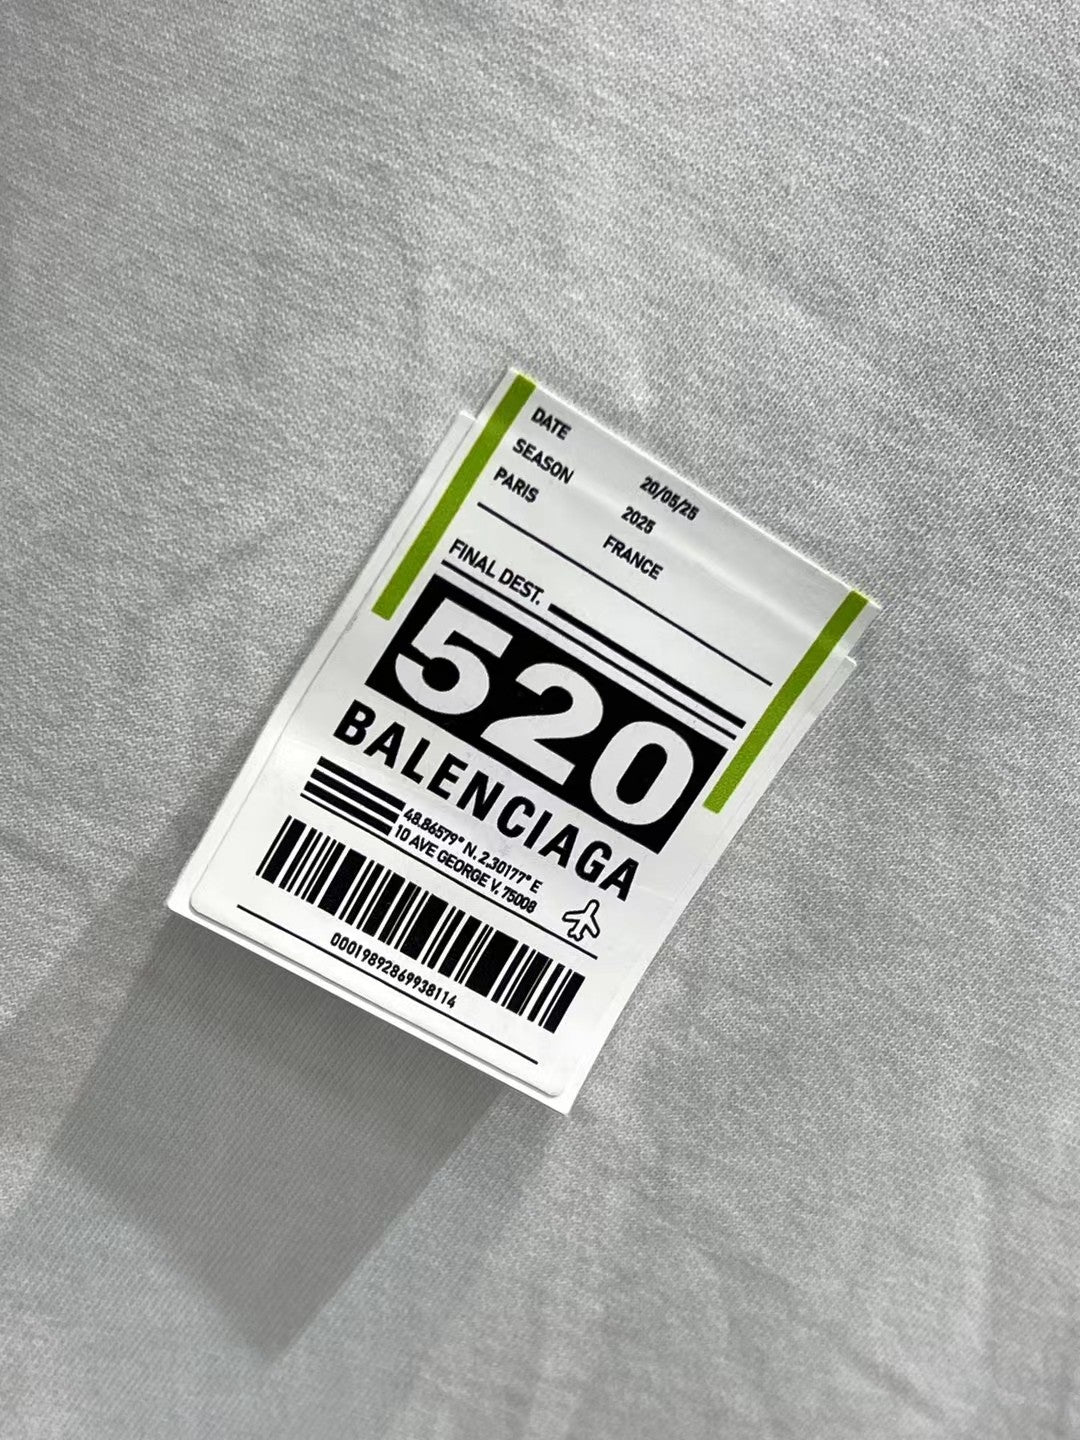 DATE 20/05/25
SEASON 2025
PARIS FRANCE
FINAL DEST.
520
BALENCIAGA
48.86579° N. 2.30177° E
10 AVE GEORGE V, 75008
00019892869938114